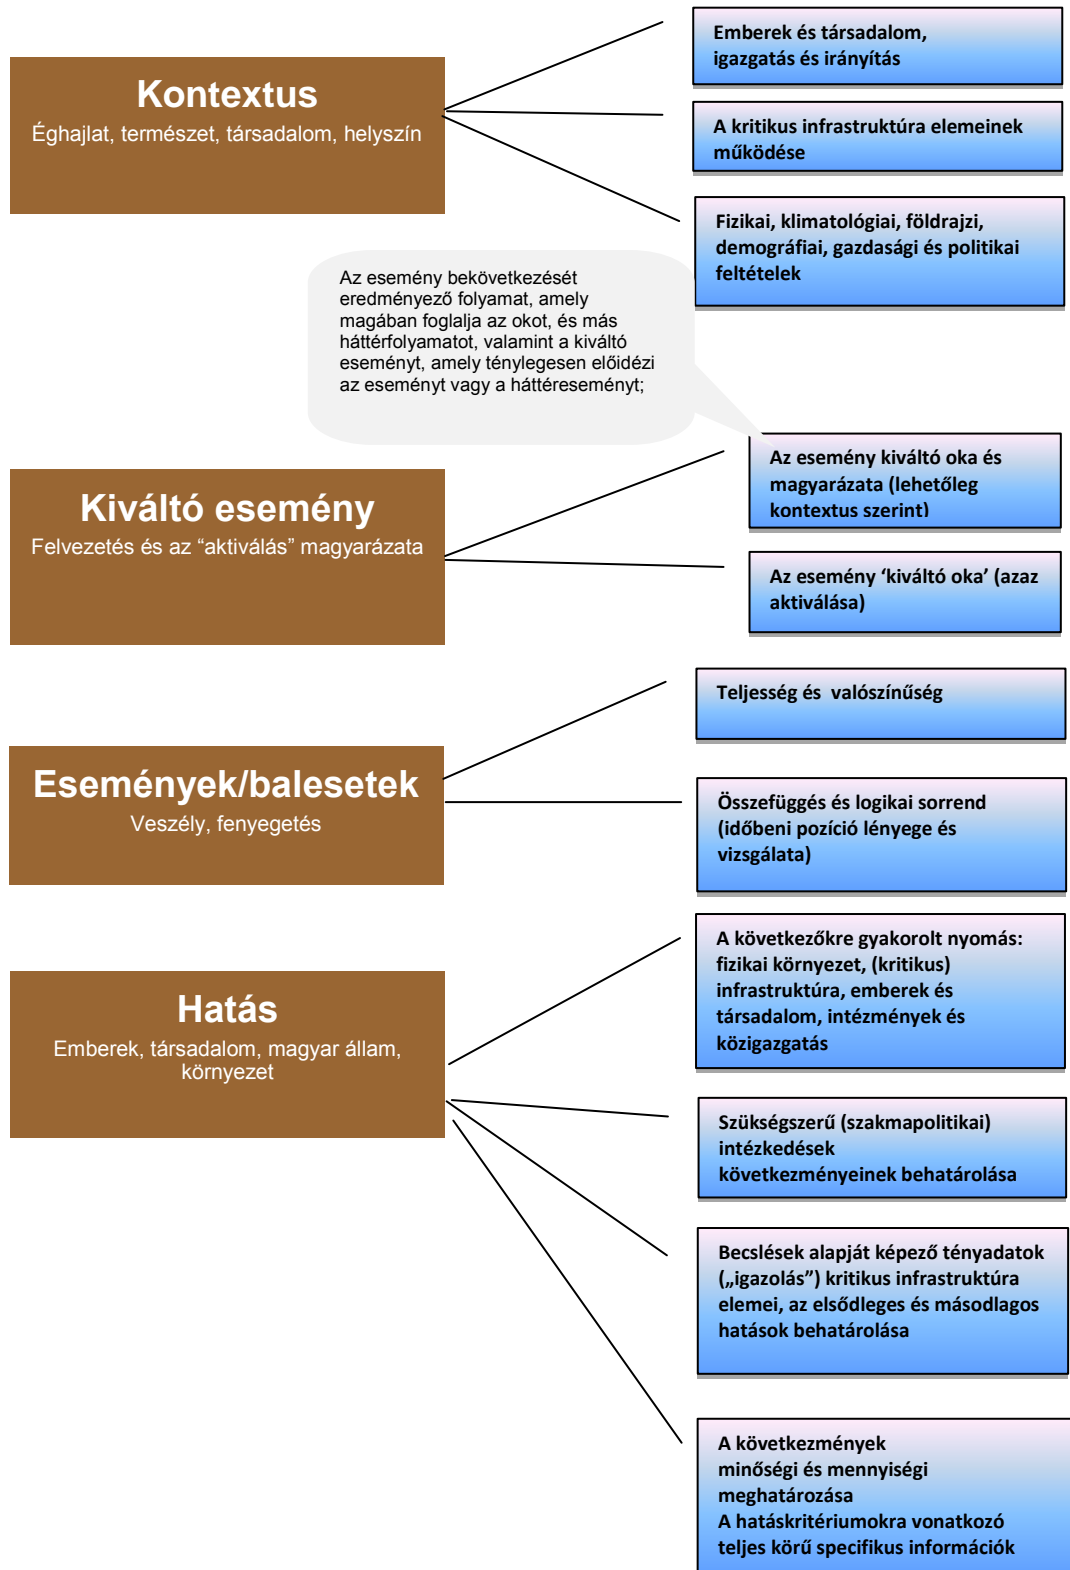 Kontextus
Éghajlat, természet, társadalom, helyszín
Emberek és társadalom,
igazgatás és irányítás
A kritikus infrastruktúra elemeinek
működése
Fizikai, klimatológiai, földrajzi,
demográfiai, gazdasági és politikai
feltételek
Az esemény bekövetkezését
eredményező folyamat, amely
magában foglalja az okot, és más
háttérfolyamatot, valamint a kiváltó
eseményt, amely ténylegesen előidézi
az eseményt vagy a háttéreseményt;
Kiváltó esemény
Felvezetés és az “aktiválás” magyarázata
Az esemény kiváltó oka és
magyarázata (lehetőleg
kontextus szerint)
Az esemény ‘kiváltó oka’ (azaz
aktiválása)
Események/balesetek
Veszély, fenyegetés
Teljesség és valószínűség
Összefüggés és logikai sorrend
(időbeni pozíció lényege és
vizsgálata)
Hatás
Emberek, társadalom, magyar állam,
környezet
A következőkre gyakorolt nyomás:
fizikai környezet, (kritikus)
infrastruktúra, emberek és
társadalom, intézmények és
közigazgatás
Szükségszerű (szakmapolitikai)
intézkedések
következményeinek behatárolása
Becslések alapját képező tényadatok
(„igazolás”) kritikus infrastruktúra
elemei, az elsődleges és másodlagos
hatások behatárolása
A következmények
minőségi és mennyiségi
meghatározása
A hatáskritériumokra vonatkozó
teljes körű specifikus információk